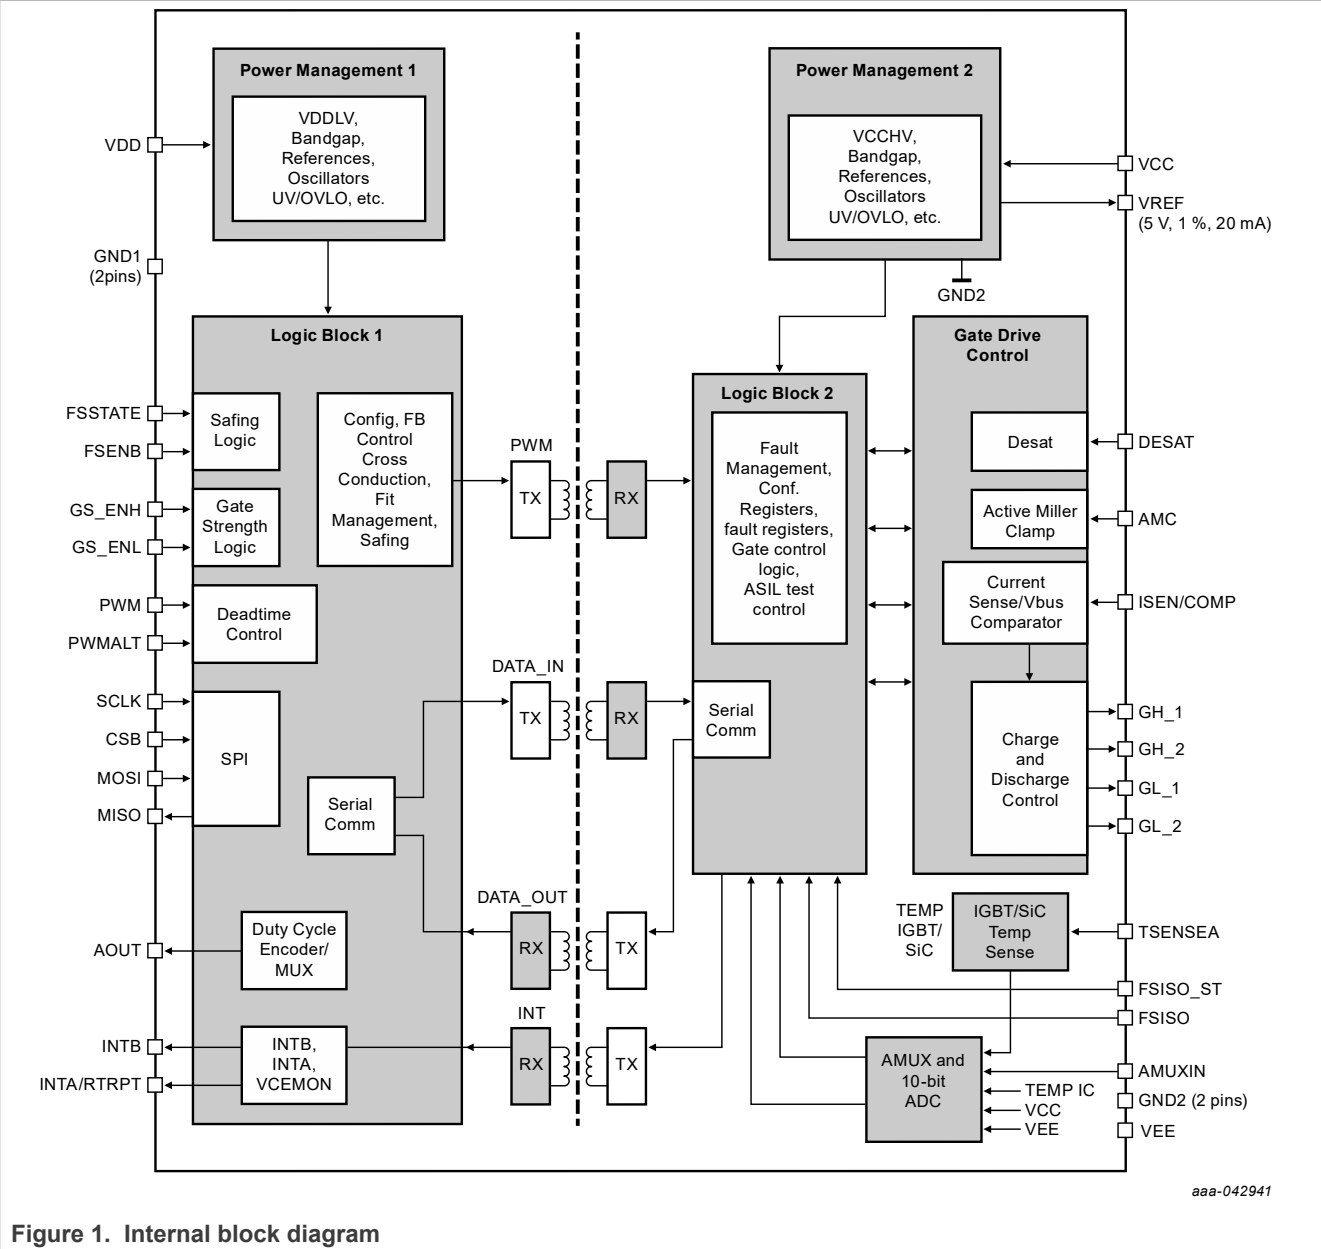 Power Management 1
VDDLV,
Bandgap,
References,
Oscillators
UV/OVLO, etc.
Power Management 2
VCCHV,
Bandgap,
References,
Oscillators
UV/OVLO, etc.
VDD
GND1
(2pins)
VCC
VREF
(5 V, 1 %, 20 mA)
GND2
Logic Block 1
FSSTATE
FSENB
Safing
Logic
GS_ENH
GS_ENL
Gate
Strength
Logic
Config, FB
Control
Cross
Conduction,
Fit
Management,
Safing
PWM
PWMALT
Deadtime
Control
SCLK
CSB
MOSI
MISO
SPI
Serial
Comm
AOUT
Duty Cycle
Encoder/
MUX
INTB
INTA/RTRPT
INTB,
INTA,
VCEMON
PWM
TX
RX
DATA_IN
TX
RX
DATA_OUT
RX
TX
INT
RX
TX
Logic Block 2
Fault
Management,
Conf.
Registers,
fault registers,
Gate control
logic,
ASIL test
control
Serial
Comm
Gate Drive
Control
Desat
Active Miller
Clamp
Current
Sense/Vbus
Comparator
Charge
and
Discharge
Control
DESAT
AMC
ISEN/COMP
GH_1
GH_2
GL_1
GL_2
TEMP
IGBT/
SiC
IGBT/SiC
Temp
Sense
TSENSEA
FSISO_ST
FSISO
AMUX and
10-bit
ADC
AMUXIN
TEMP IC
VCC
VEE
GND2 (2 pins)
VEE
aaa-042941
Figure 1. Internal block diagram